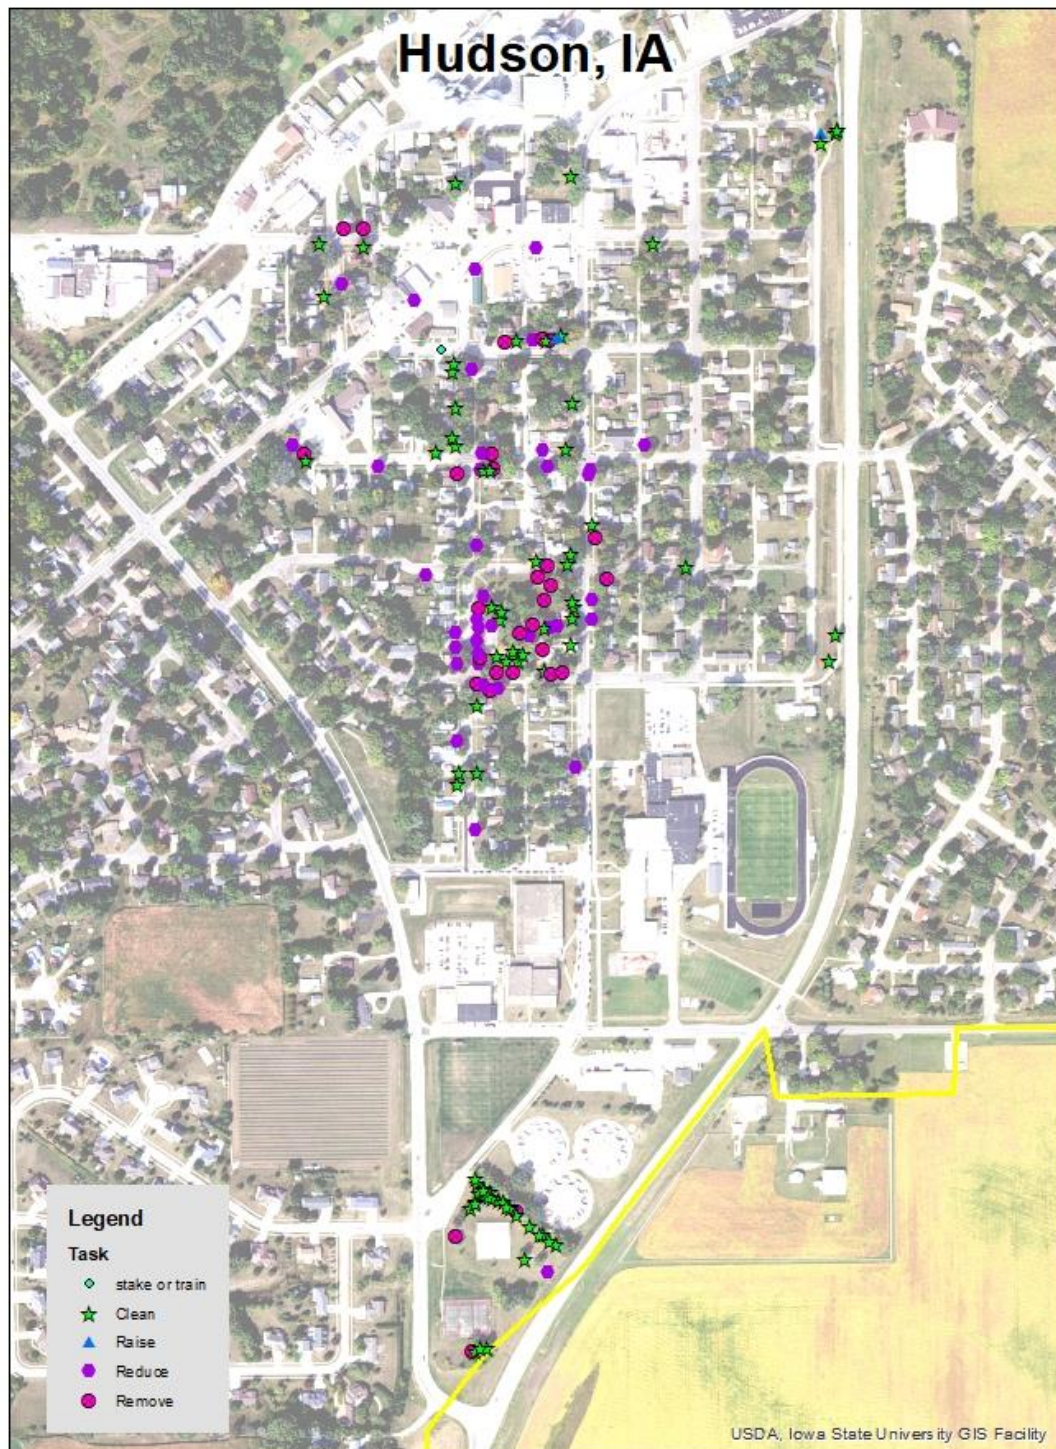 Hudson, IA
Legend
Task
stake or train
Clean
Raise
Reduce
Remove
USDA, Iowa State University GIS Facility